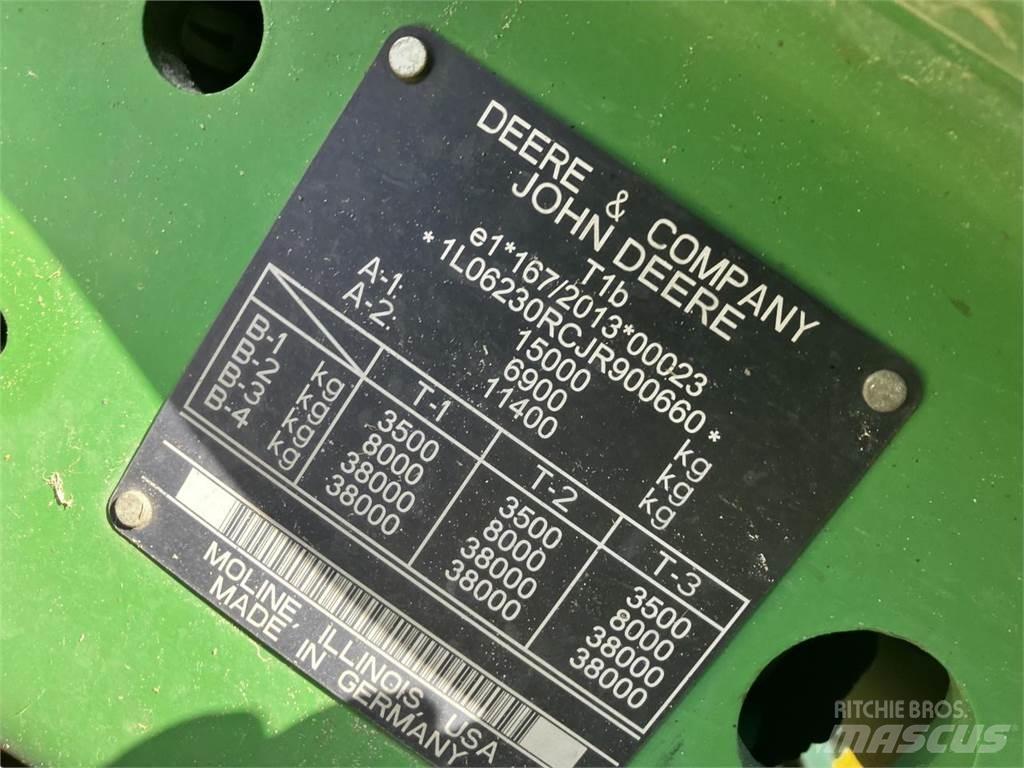 DEERE & COMPANY
JOHN DEERE
T1b
e1*167/2013*00023
* 1L06230RCJR900660 *
15000 kg
A-1. 6900 kg
A-2. 11400 kg
T-1 T-2 T-3
B-1 kg 3500 3500 3500
B-2 kg 8000 8000 8000
B-3 kg 38000 38000 38000
B-4 kg 38000 38000 38000
MOLINE, ILLINOIS USA
MADE IN GERMANY
RITCHIE BROS.
MASCUS